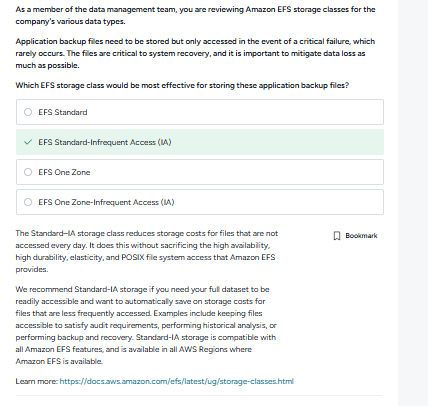 As a member of the data management team, you are reviewing Amazon EFS storage classes for the
company's various data types.
Application backup files need to be stored but only accessed in the event of a critical failure, which
rarely occurs. The files are critical to system recovery, and it is important to mitigate data loss as
much as possible.
Which EFS storage class would be most effective for storing these application backup files?
EFS Standard
EFS Standard-Infrequent Access (IA)
EFS One Zone
EFS One Zone-Infrequent Access (IA)
The Standard–IA storage class reduces storage costs for files that are not
accessed every day. It does this without sacrificing the high availability,
high durability, elasticity, and POSIX file system access that Amazon EFS
provides.
Bookmark
We recommend Standard-IA storage if you need your full dataset to be
readily accessible and want to automatically save on storage costs for
files that are less frequently accessed. Examples include keeping files
accessible to satisfy audit requirements, performing historical analysis, or
performing backup and recovery. Standard-IA storage is compatible with
all Amazon EFS features, and is available in all AWS Regions where
Amazon EFS is available.
Learn more: https://docs.aws.amazon.com/efs/latest/ug/storage-classes.html